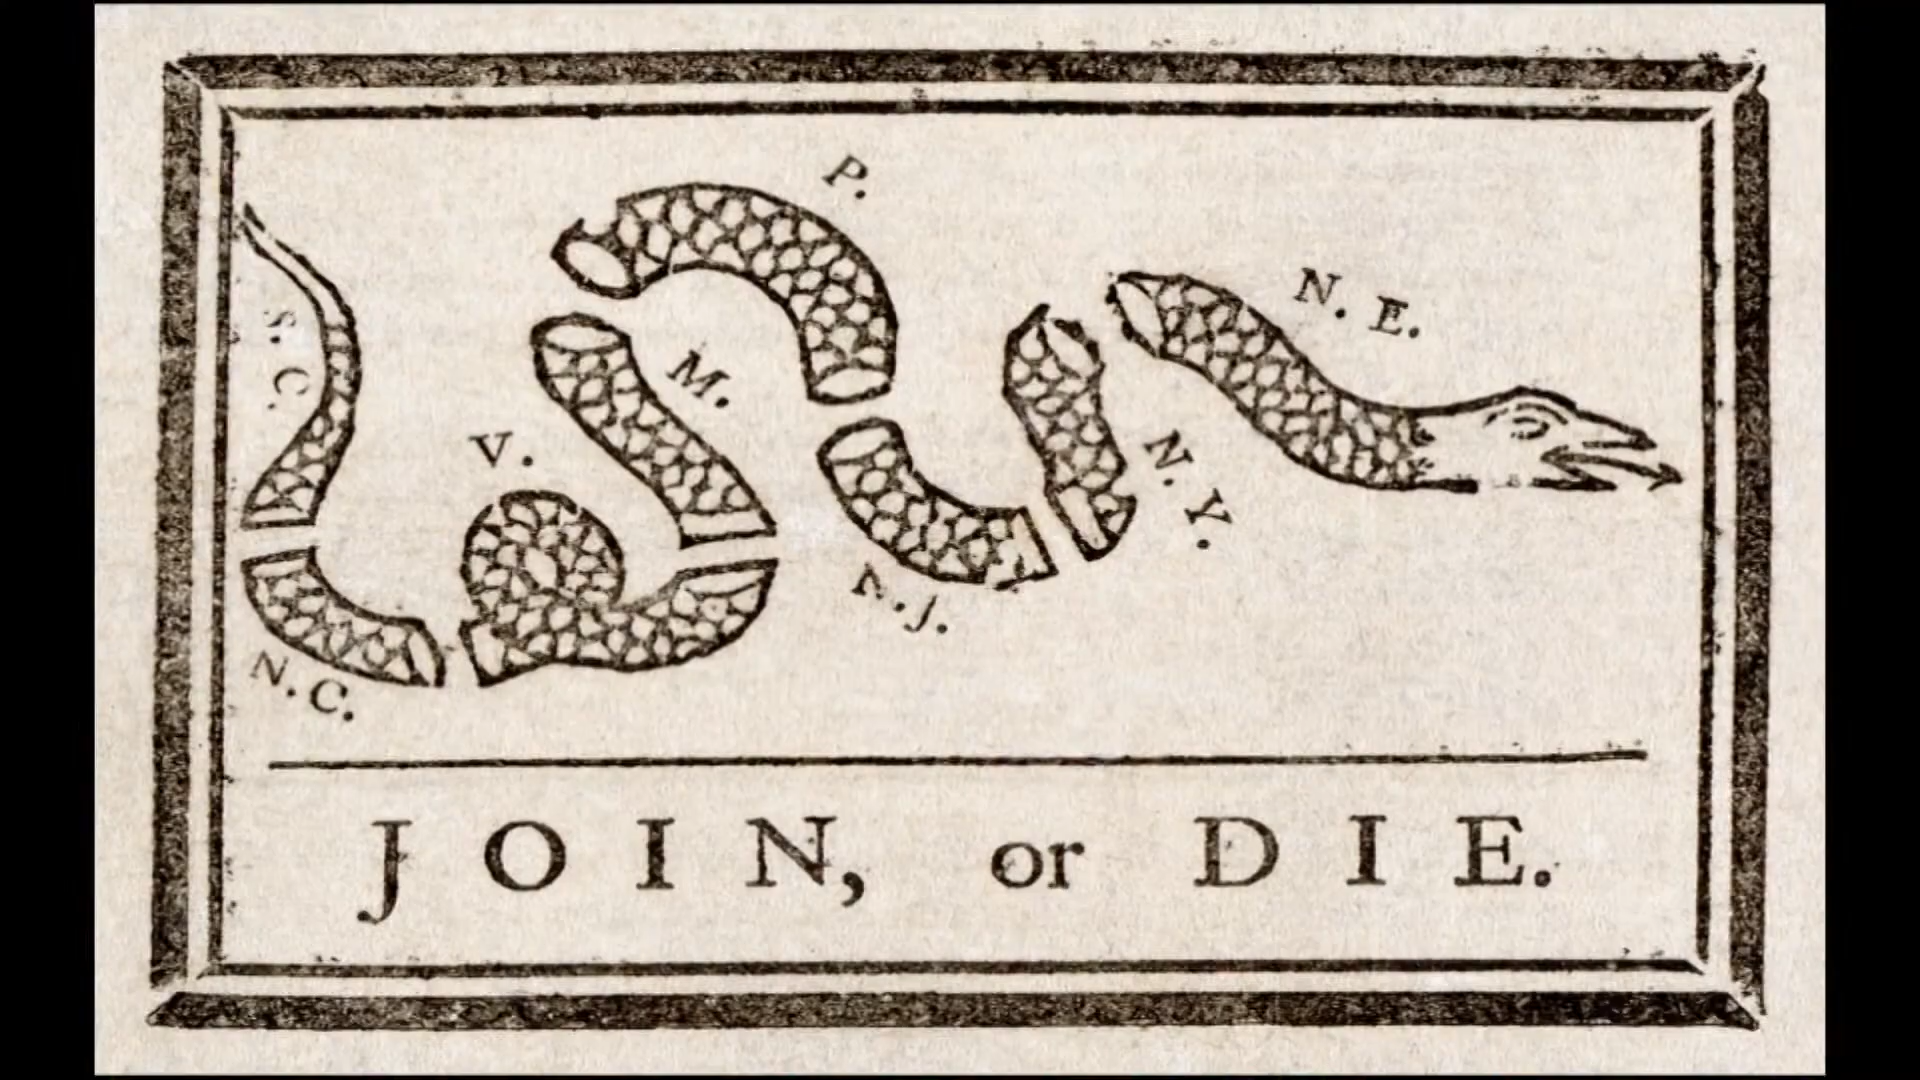 P.
N. E.
S. C.
M.
V.
N. Y.
N. J.
N. C.
JOIN, or DIE.